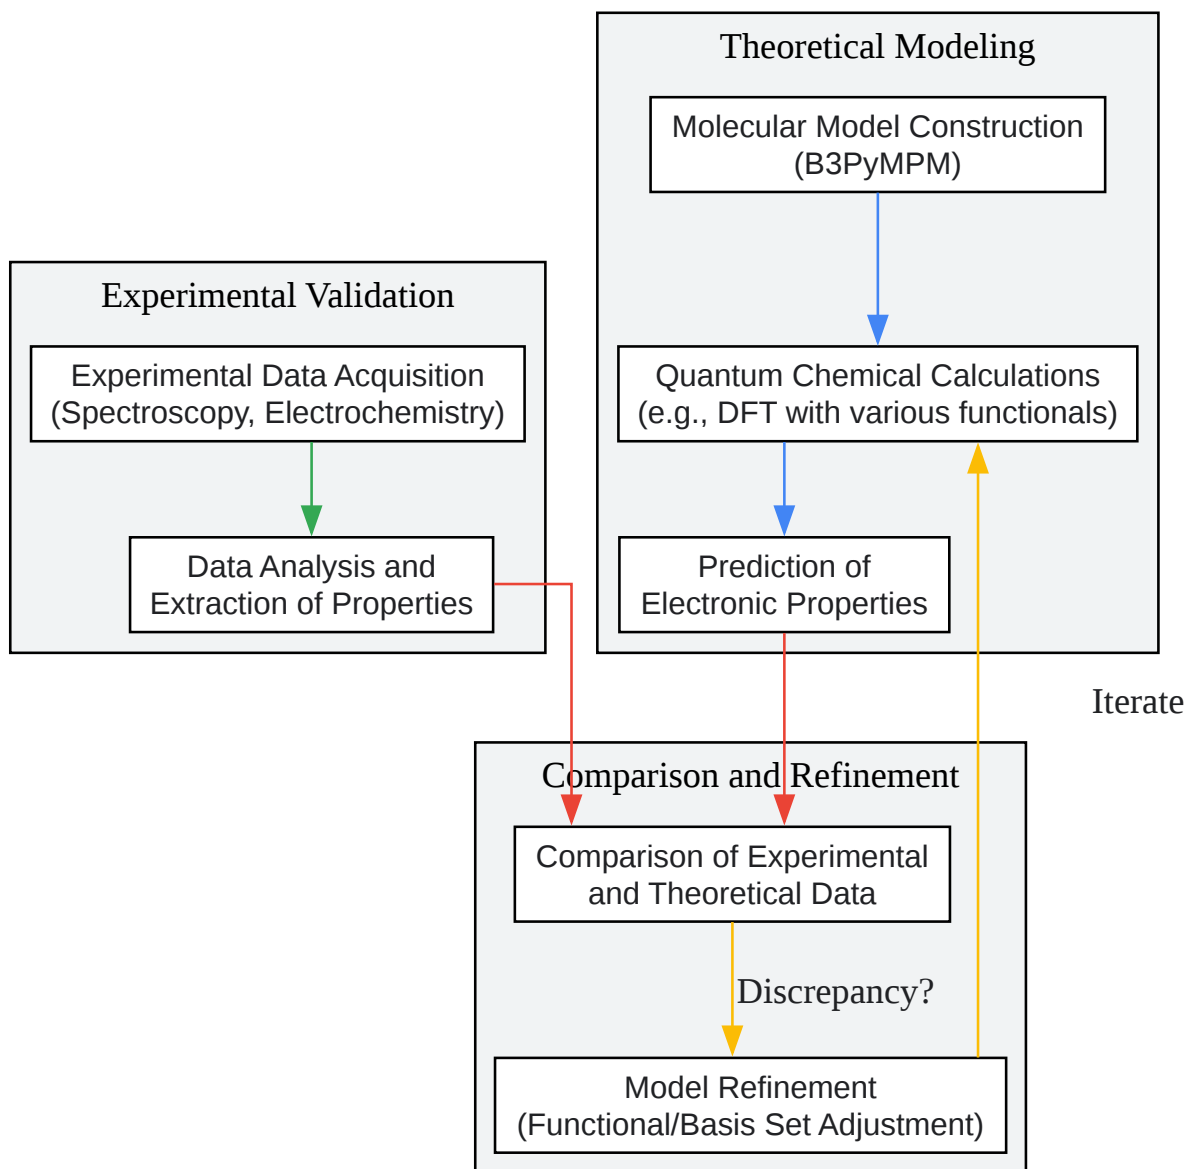 Theoretical Modeling
Molecular Model Construction
(B3PyMPM)
Experimental Validation
Experimental Data Acquisition
(Spectroscopy, Electrochemistry)
Quantum Chemical Calculations
(e.g., DFT with various functionals)
Data Analysis and
Extraction of Properties
Prediction of
Electronic Properties
Iterate
Comparison and Refinement
Comparison of Experimental
and Theoretical Data
Discrepancy?
Model Refinement
(Functional/Basis Set Adjustment)